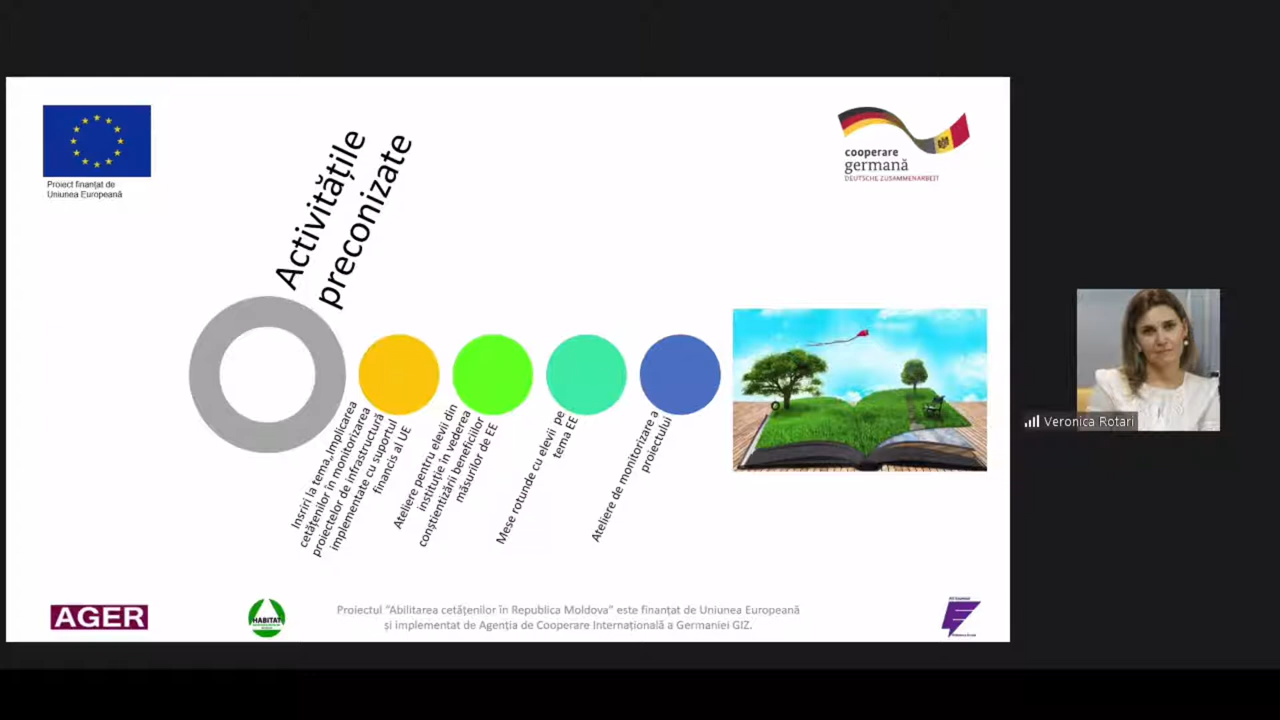 Proiect finanțat de
Uniunea Europeană
cooperare
germană
DEUTSCHE ZUSAMMENARBEIT
Activitățile
preconizate
Insriri la tema„Implicarea
cetățenilor în monitorizarea
proiectelor de infrastructură
implementate cu suportul
financis al UE
Ateliere pentru elevii din
instituție în vederea
conștientizării beneficiilor
măsurilor de EE
Mese rotunde cu elevii pe
tema EE
Ateliere de monitorizare a
proiectului
Veronica Rotari
AGER
HABITAT
Proiectul “Abilitarea cetățenilor în Republica Moldova” este finanțat de Uniunea Europeană
și implementat de Agenția de Cooperare Internațională a Germaniei GIZ.